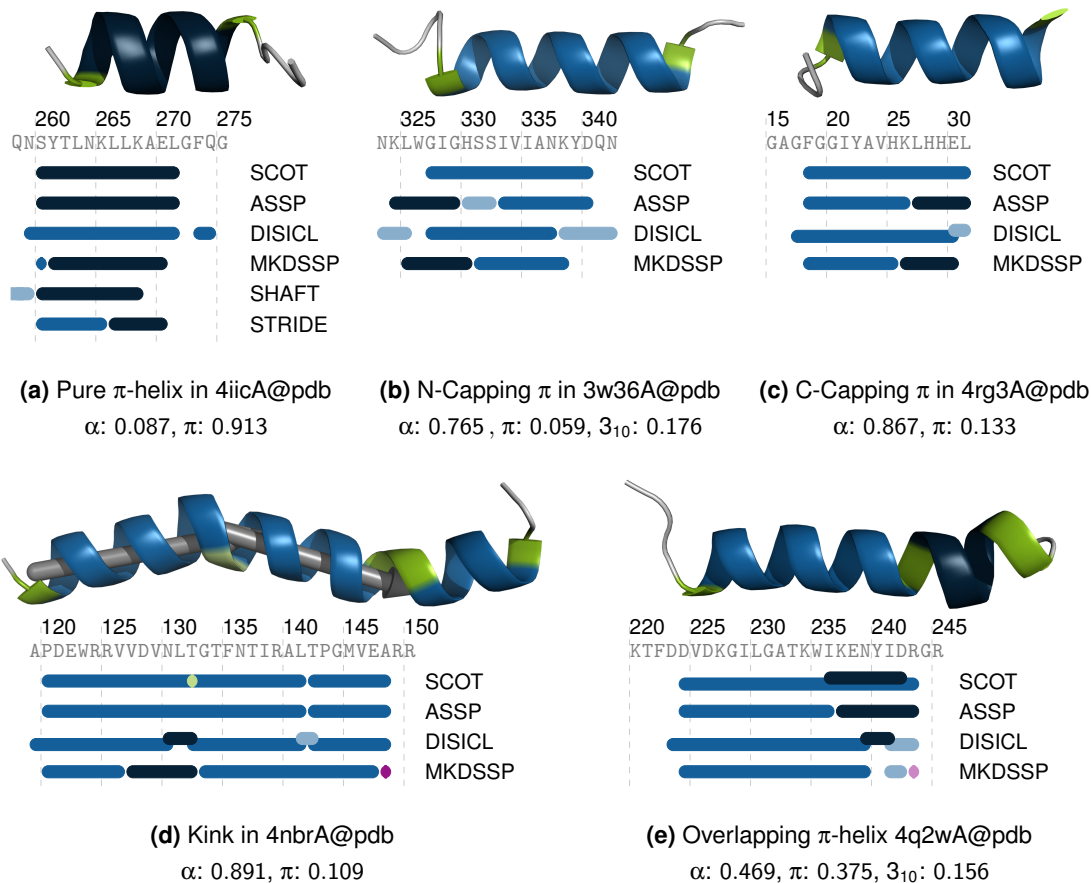 260 265 270 275
QNSYTLNKLLKAELGFQG
SCOT
ASSP
DISICL
MKDSSP
SHAFT
STRIDE
(a) Pure π-helix in 4iicA@pdb
α: 0.087, π: 0.913
325 330 335 340
NKLWGIGHSSIVIANKYDQN
SCOT
ASSP
DISICL
MKDSSP
(b) N-Capping π in 3w36A@pdb
α: 0.765 , π: 0.059, 3₁₀: 0.176
15 20 25 30
GAGFGGIYAVHKLHHEL
SCOT
ASSP
DISICL
MKDSSP
(c) C-Capping π in 4rg3A@pdb
α: 0.867, π: 0.133
120 125 130 135 140 145 150
APDEWRRVVDVNLTGTFNTIRALTPGMVEARR
SCOT
ASSP
DISICL
MKDSSP
(d) Kink in 4nbrA@pdb
α: 0.891, π: 0.109
220 225 230 235 240 245
KTFDDVDKGILGATKWIKENYIDRGR
SCOT
ASSP
DISICL
MKDSSP
(e) Overlapping π-helix 4q2wA@pdb
α: 0.469, π: 0.375, 3₁₀: 0.156